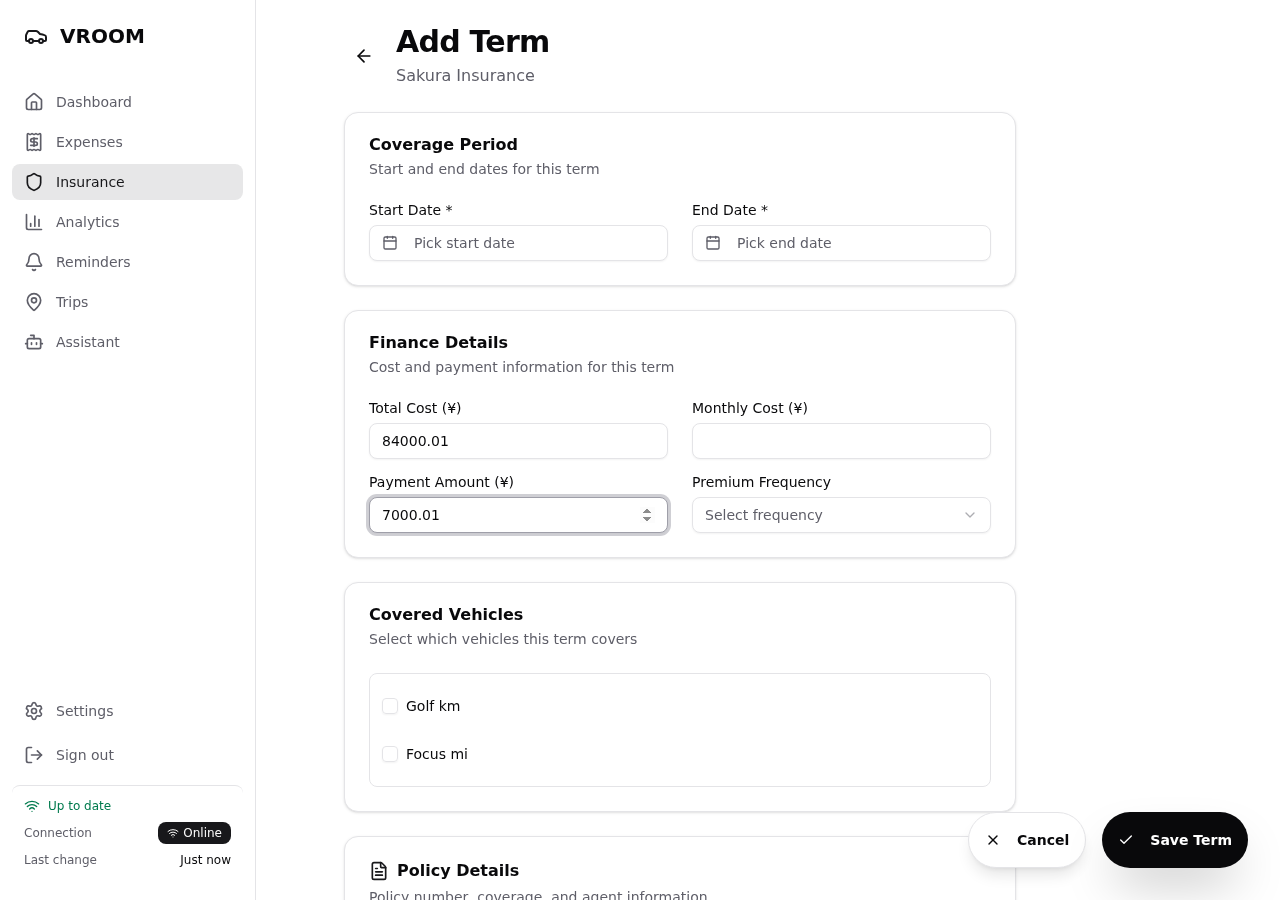 VROOM
Dashboard
Expenses
Insurance
Analytics
Reminders
Trips
Assistant
Settings
Sign out
Up to date
Connection
Online
Last change
Just now
Add Term
Sakura Insurance
Coverage Period
Start and end dates for this term
Start Date *
End Date *
Pick start date
Pick end date
Finance Details
Cost and payment information for this term
Total Cost (¥)
Monthly Cost (¥)
84000.01
Payment Amount (¥)
Premium Frequency
7000.01
Select frequency
Covered Vehicles
Select which vehicles this term covers
Golf km
Focus mi
Policy Details
Policy number, coverage, and agent information
Cancel
Save Term